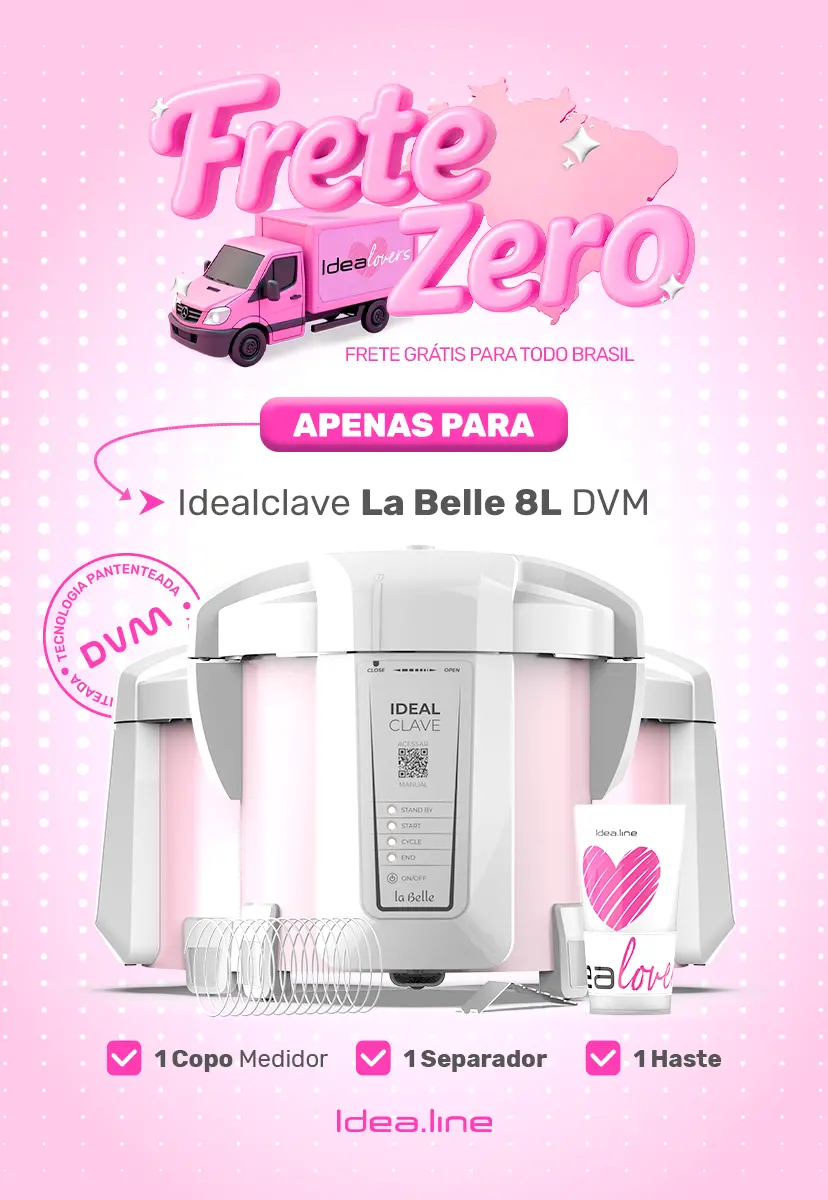 Frete
Zero
Idealovers
FRETE GRÁTIS PARA TODO BRASIL
APENAS PARA
Idealclave La Belle 8L DVM
TECNOLOGIA PANTENTEADA
DVM
CLOSE
OPEN
IDEAL
CLAVE
ACESSAR
MANUAL
STAND BY
START
CYCLE
END
ON/OFF
la Belle
Idea.line
1 Copo Medidor
1 Separador
1 Haste
Idea.line